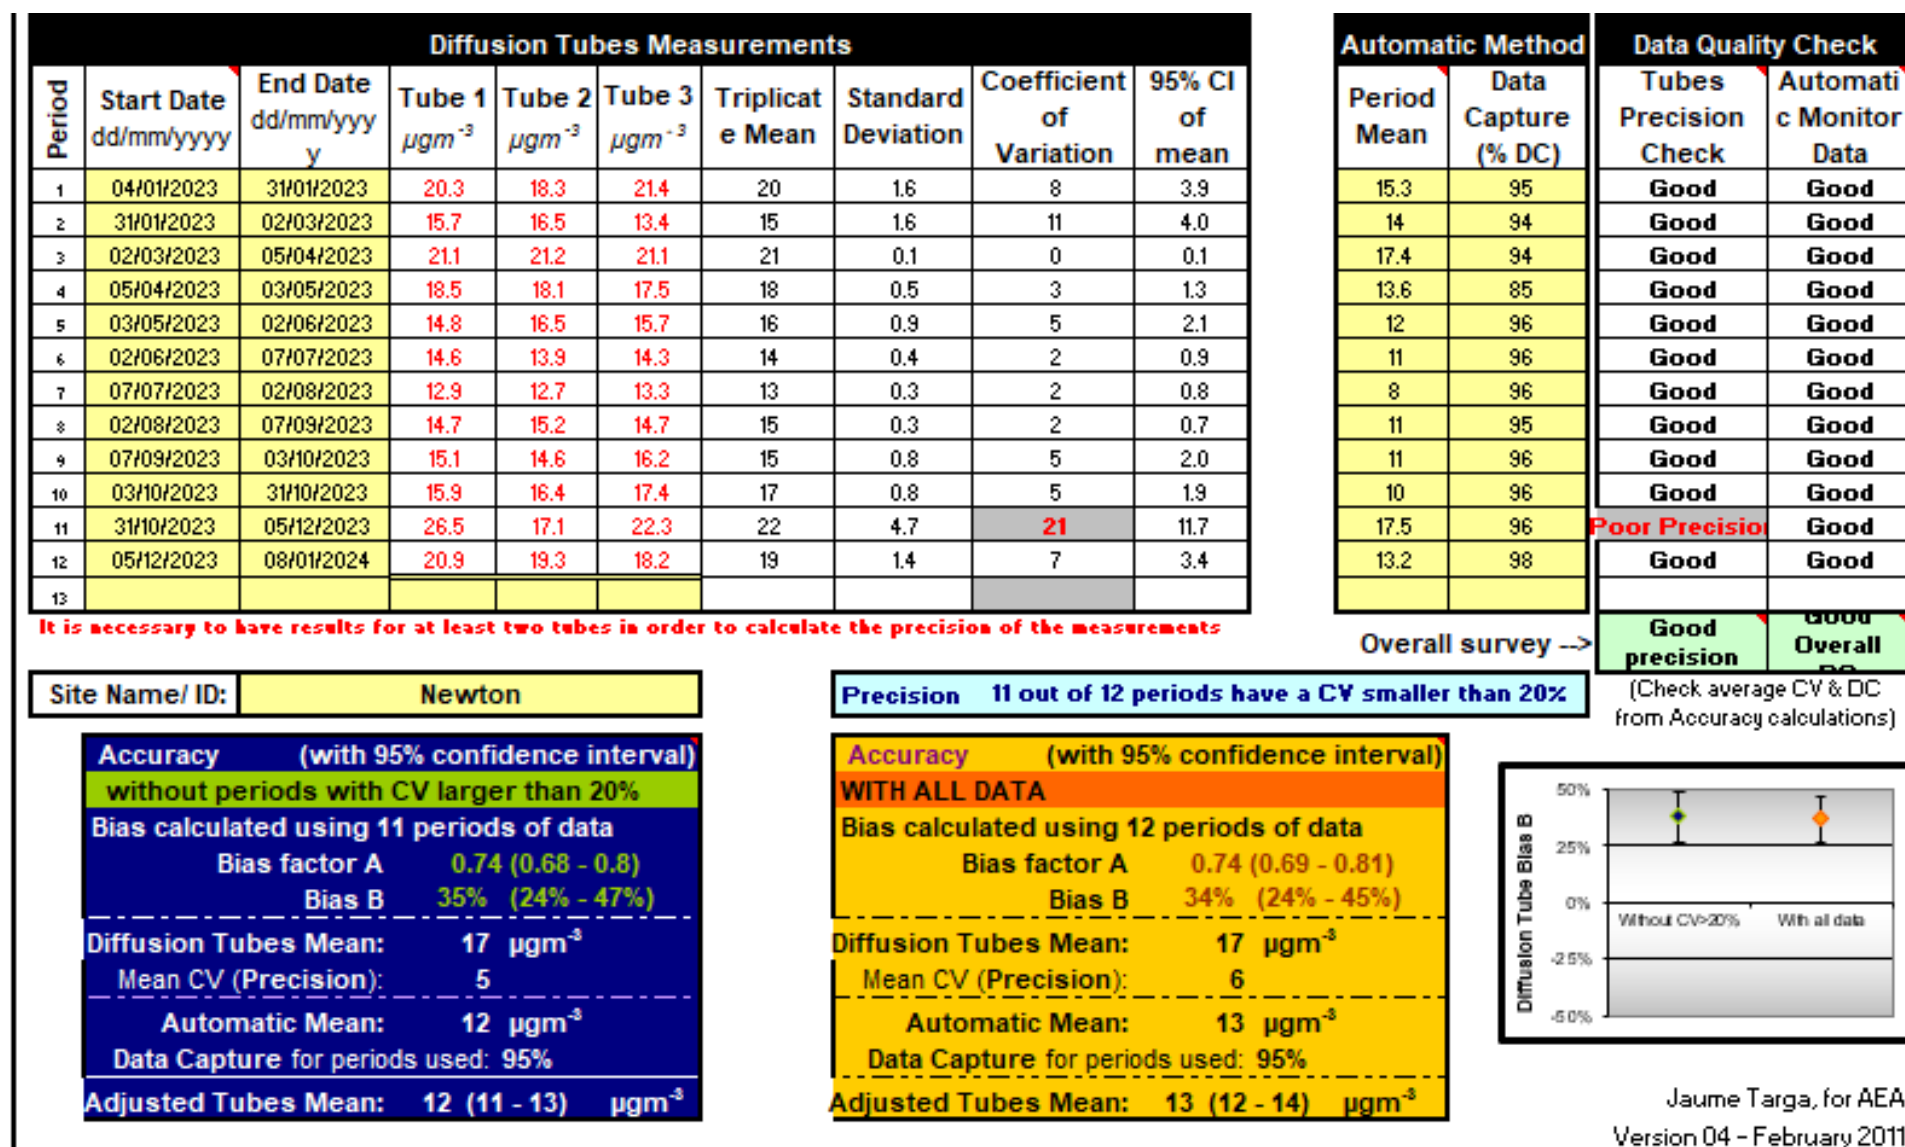 Diffusion Tubes Measurements Automatic Method Data Quality Check
Period Start Date dd/mm/yyyy End Date dd/mm/yyy y Tube 1 µgm-3 Tube 2 µgm-3 Tube 3 µgm-3 Triplicat e Mean Standard Deviation Coefficient of Variation 95% CI of mean Period Mean Data Capture (% DC) Tubes Precision Check Automati c Monitor Data
1 04/01/2023 31/01/2023 20.3 18.3 21.4 20 1.6 8 3.9 15.3 95 Good Good
2 31/01/2023 02/03/2023 15.7 16.5 13.4 15 1.6 11 4.0 14 94 Good Good
3 02/03/2023 05/04/2023 21.1 21.2 21.1 21 0.1 0 0.1 17.4 94 Good Good
4 05/04/2023 03/05/2023 18.5 18.1 17.5 18 0.5 3 1.3 13.6 85 Good Good
5 03/05/2023 02/06/2023 14.8 16.5 15.7 16 0.9 5 2.1 12 96 Good Good
6 02/06/2023 07/07/2023 14.6 13.9 14.3 14 0.4 2 0.9 11 96 Good Good
7 07/07/2023 02/08/2023 12.9 12.7 13.3 13 0.3 2 0.8 8 96 Good Good
8 02/08/2023 07/09/2023 14.7 15.2 14.7 15 0.3 2 0.7 11 95 Good Good
9 07/09/2023 03/10/2023 15.1 14.6 16.2 15 0.8 5 2.0 11 96 Good Good
10 03/10/2023 31/10/2023 15.9 16.4 17.4 17 0.8 5 1.9 10 96 Good Good
11 31/10/2023 05/12/2023 26.5 17.1 22.3 22 4.7 21 11.7 17.5 96 Poor Precisio Good
12 05/12/2023 08/01/2024 20.9 19.3 18.2 19 1.4 7 3.4 13.2 98 Good Good
13
It is necessary to have results for at least two tubes in order to calculate the precision of the measurements
Overall survey --> Good precision Good Overall DC
(Check average CV & DC
from Accuracy calculations)
Site Name/ ID: Newton
Precision 11 out of 12 periods have a CV smaller than 20%
Accuracy (with 95% confidence interval)
without periods with CV larger than 20%
Bias calculated using 11 periods of data
Bias factor A 0.74 (0.68 - 0.8)
Bias B 35% (24% - 47%)
Diffusion Tubes Mean: 17 µgm-3
Mean CV (Precision): 5
Automatic Mean: 12 µgm-3
Data Capture for periods used: 95%
Adjusted Tubes Mean: 12 (11 - 13) µgm-3
Accuracy (with 95% confidence interval)
WITH ALL DATA
Bias calculated using 12 periods of data
Bias factor A 0.74 (0.69 - 0.81)
Bias B 34% (24% - 45%)
Diffusion Tubes Mean: 17 µgm-3
Mean CV (Precision): 6
Automatic Mean: 13 µgm-3
Data Capture for periods used: 95%
Adjusted Tubes Mean: 13 (12 - 14) µgm-3
Diffusion Tube Bias B
50%
25%
0%
-25%
-50%
Without CV>20% With all data
Jaume Targa, for AEA
Version 04 - February 2011